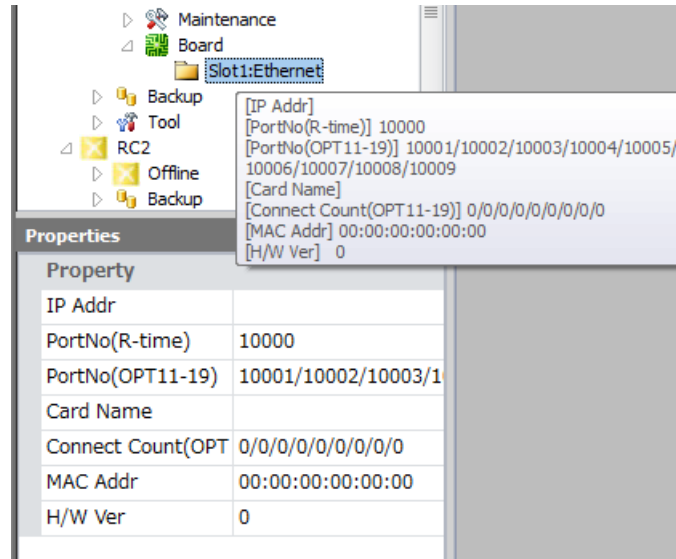 Maintenance
Board
Slot1:Ethernet
Backup
Tool
RC2
Offline
Backup
[IP Addr]
[PortNo(R-time)] 10000
[PortNo(OPT11-19)] 10001/10002/10003/10004/10005/
10006/10007/10008/10009
[Card Name]
[Connect Count(OPT11-19)] 0/0/0/0/0/0/0/0/0
[MAC Addr] 00:00:00:00:00:00
[H/W Ver] 0
Properties
Property
IP Addr
PortNo(R-time) 10000
PortNo(OPT11-19) 10001/10002/10003/1
Card Name
Connect Count(OPT 0/0/0/0/0/0/0/0/0
MAC Addr 00:00:00:00:00:00
H/W Ver 0